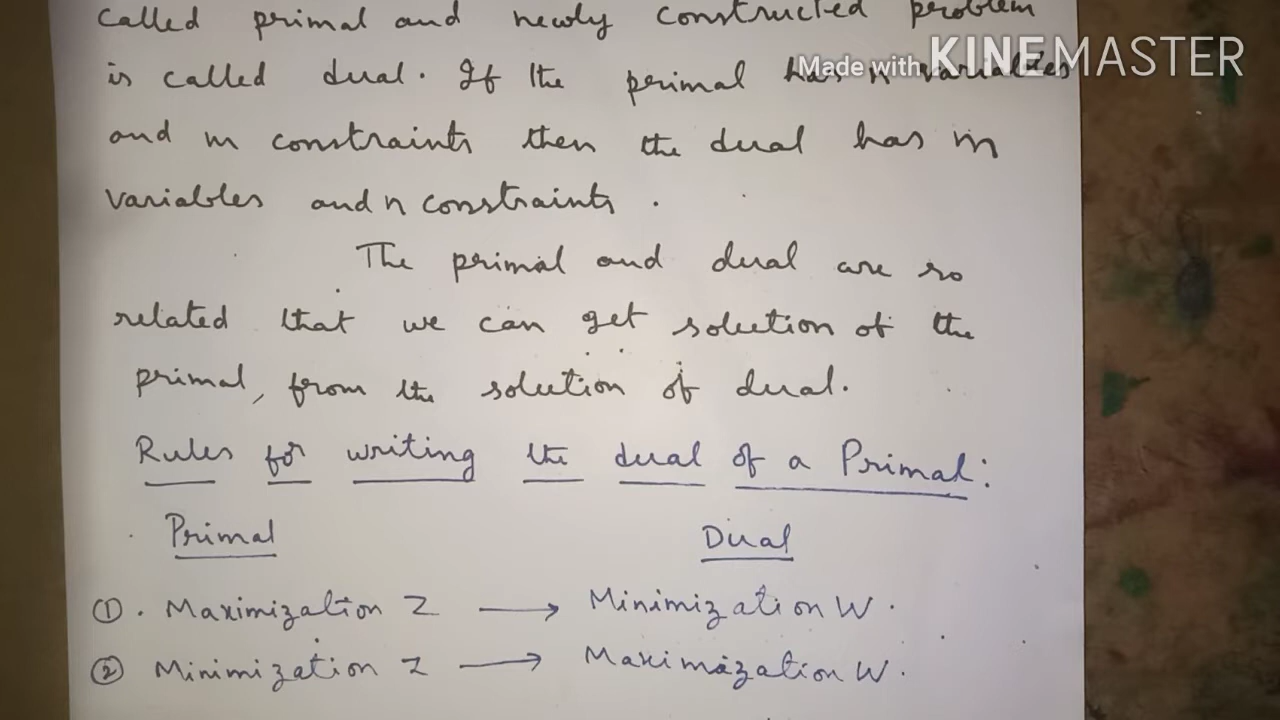 called primal and newly constructed problem
Made with KINEMASTER
is called dual. If the primal has n variables
and m constraints then the dual has m
variables and n constraints.
The primal and dual are so
related that we can get solution of the
primal, from the solution of dual.
Rules for writing the dual of a Primal:
Primal Dual
① . Maximization Z → Minimization W.
② Minimization Z → Maximization W.